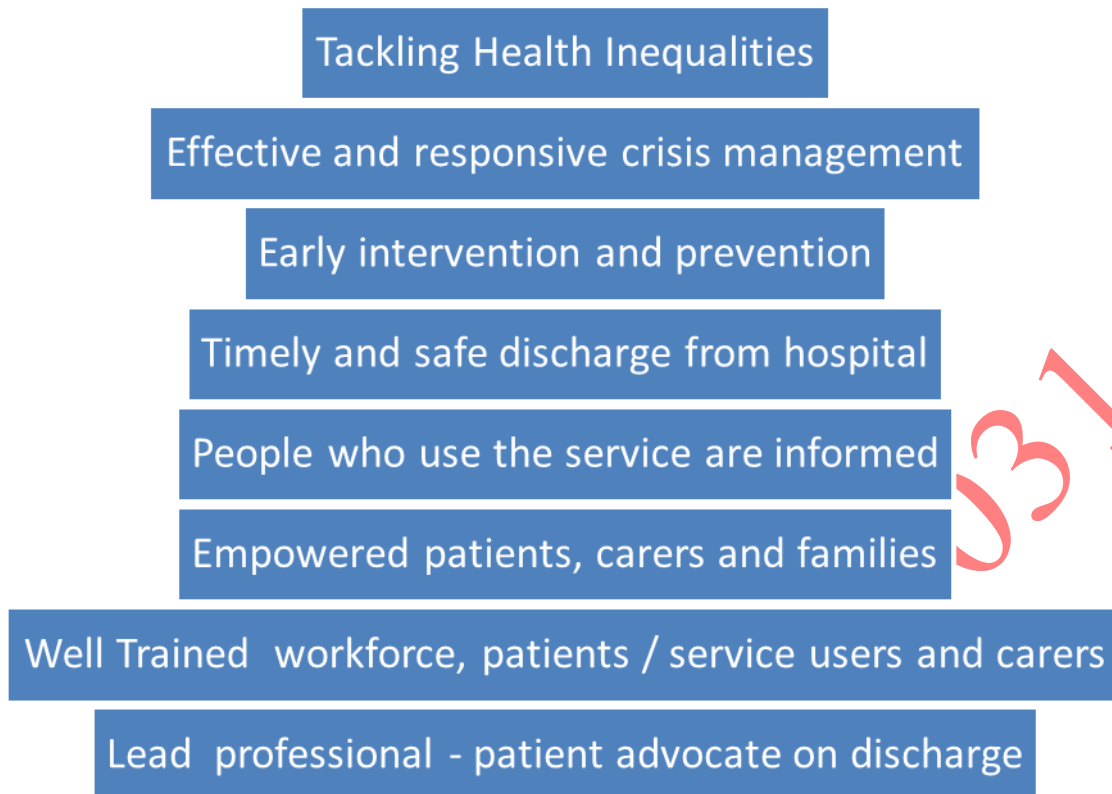 Tackling Health Inequalities
Effective and responsive crisis management
Early intervention and prevention
Timely and safe discharge from hospital
People who use the service are informed
Empowered patients, carers and families
Well Trained workforce, patients / service users and carers
Lead professional - patient advocate on discharge